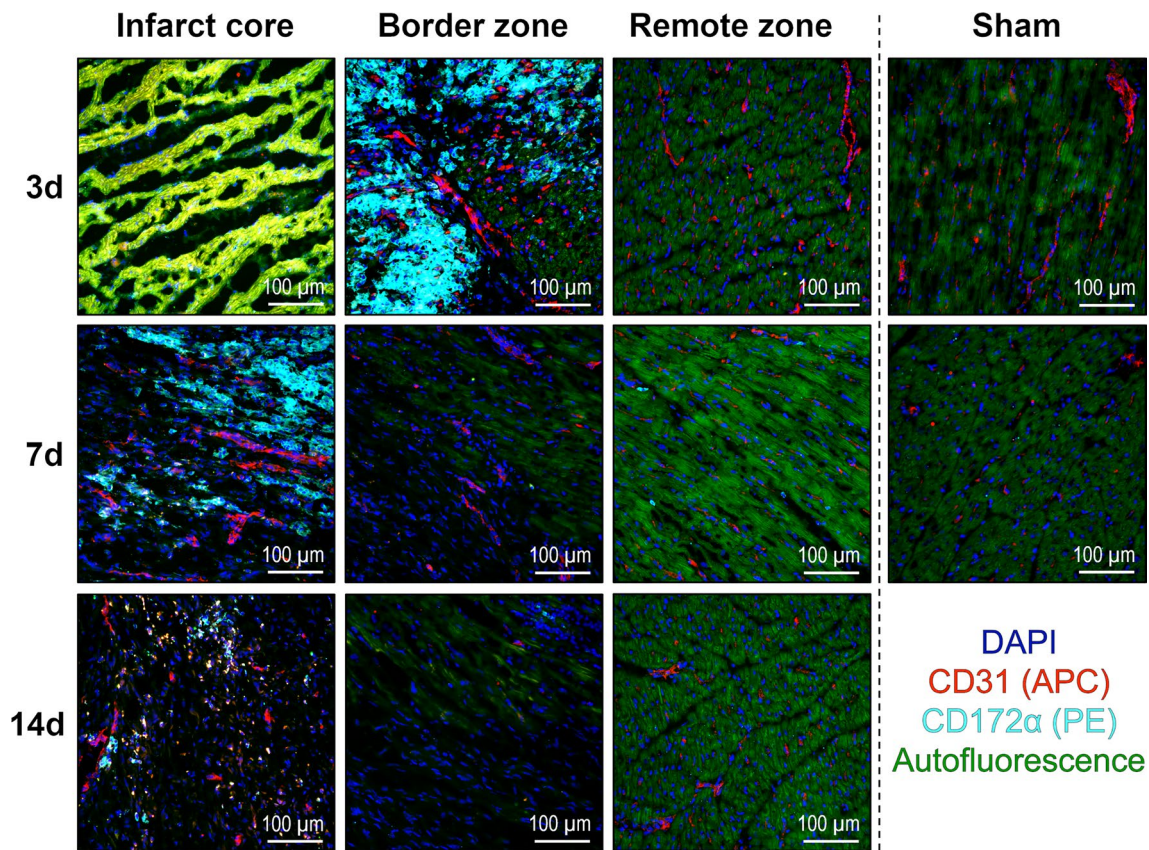 Infarct core Border zone Remote zone Sham
3d
100 µm 100 µm 100 µm 100 µm
7d
100 µm 100 µm 100 µm 100 µm
14d
100 µm 100 µm 100 µm
DAPI
CD31 (APC)
CD172α (PE)
Autofluorescence